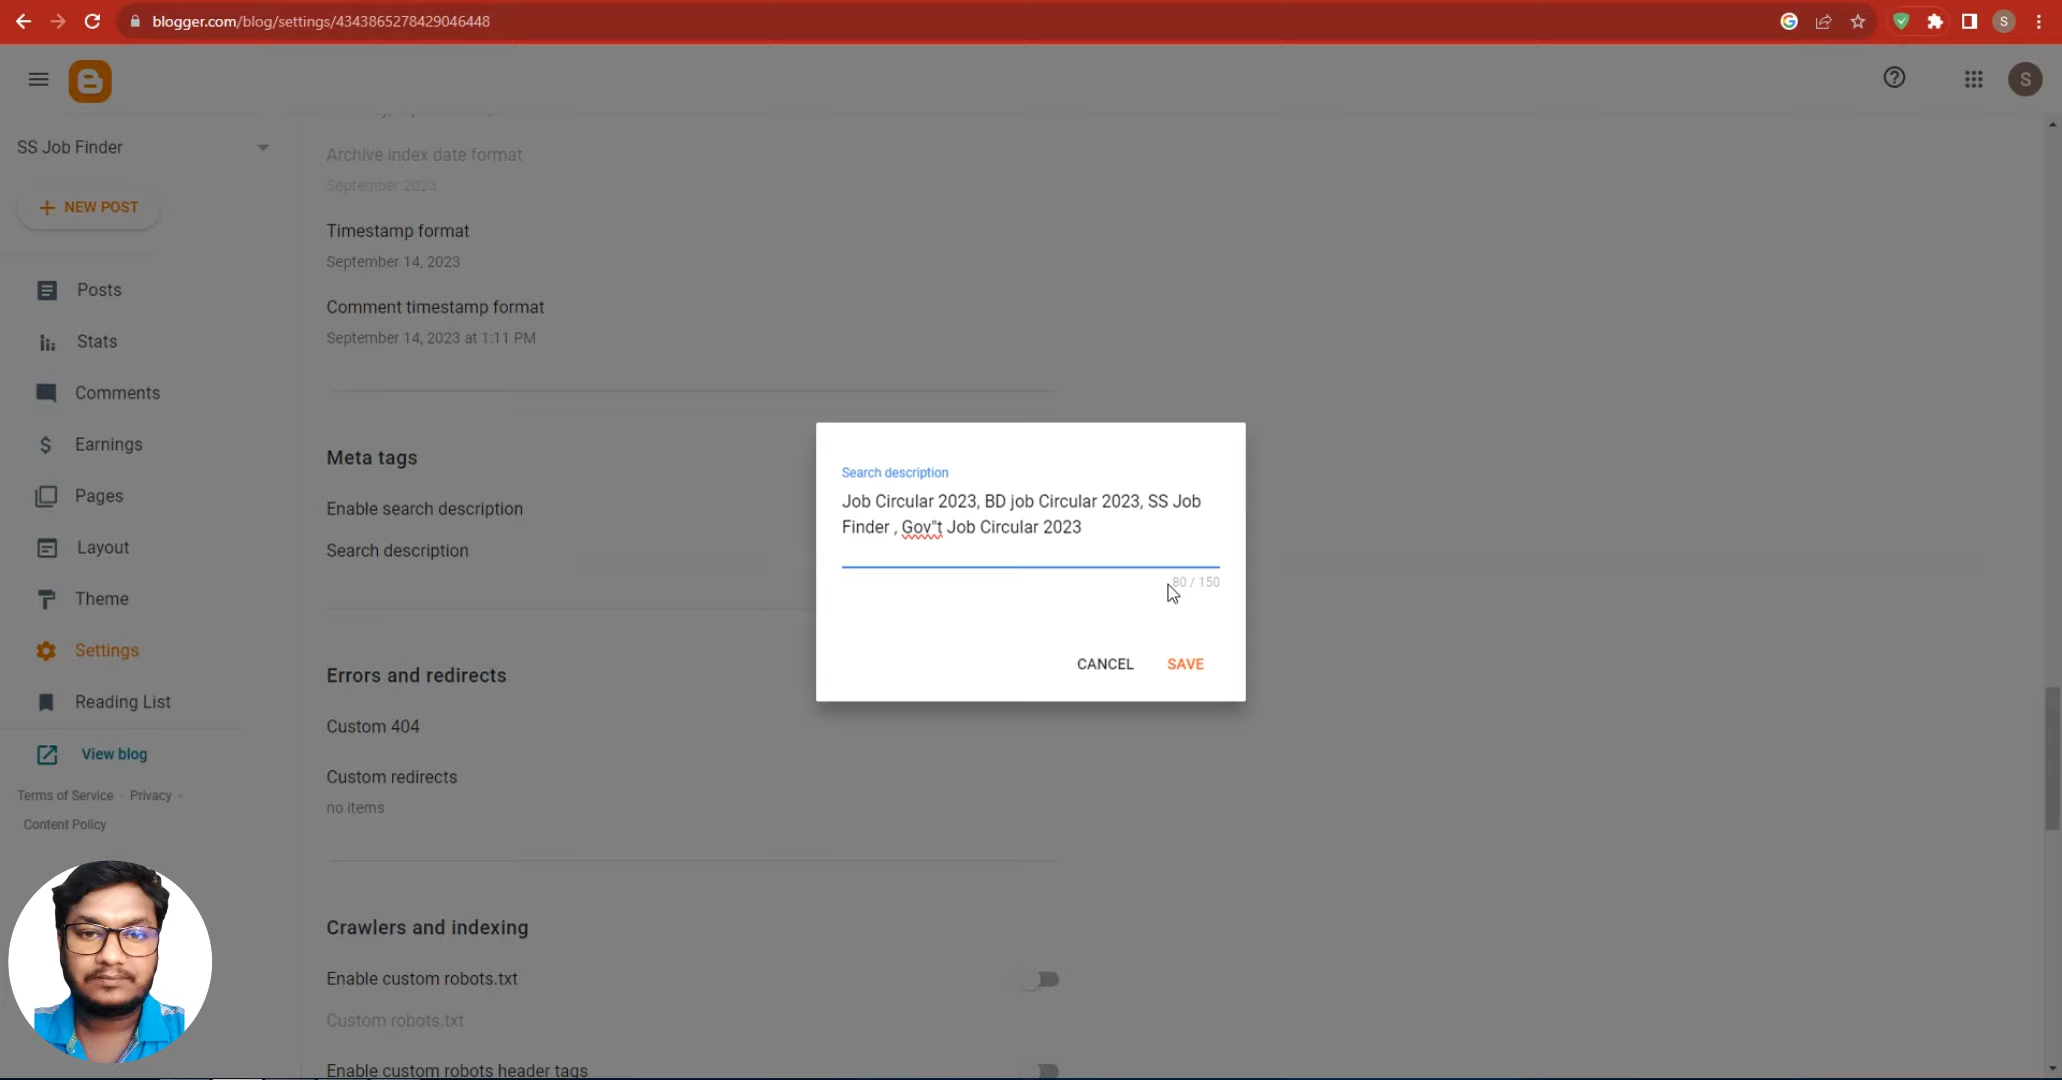 blogger.com/blog/settings/4343865278429046448
S
S
SS Job Finder
NEW POST
Posts
Stats
Comments
Earnings
Pages
Layout
Theme
Settings
Reading List
View blog
Terms of Service · Privacy ·
Content Policy
Archive index date format
September 2023
Timestamp format
September 14, 2023
Comment timestamp format
September 14, 2023 at 1:11 PM
Meta tags
Enable search description
Search description
Errors and redirects
Custom 404
Custom redirects
no items
Crawlers and indexing
Enable custom robots.txt
Custom robots.txt
Enable custom robots header tags
Search description
Job Circular 2023, BD job Circular 2023, SS Job
Finder , Gov"t Job Circular 2023
80 / 150
CANCEL
SAVE